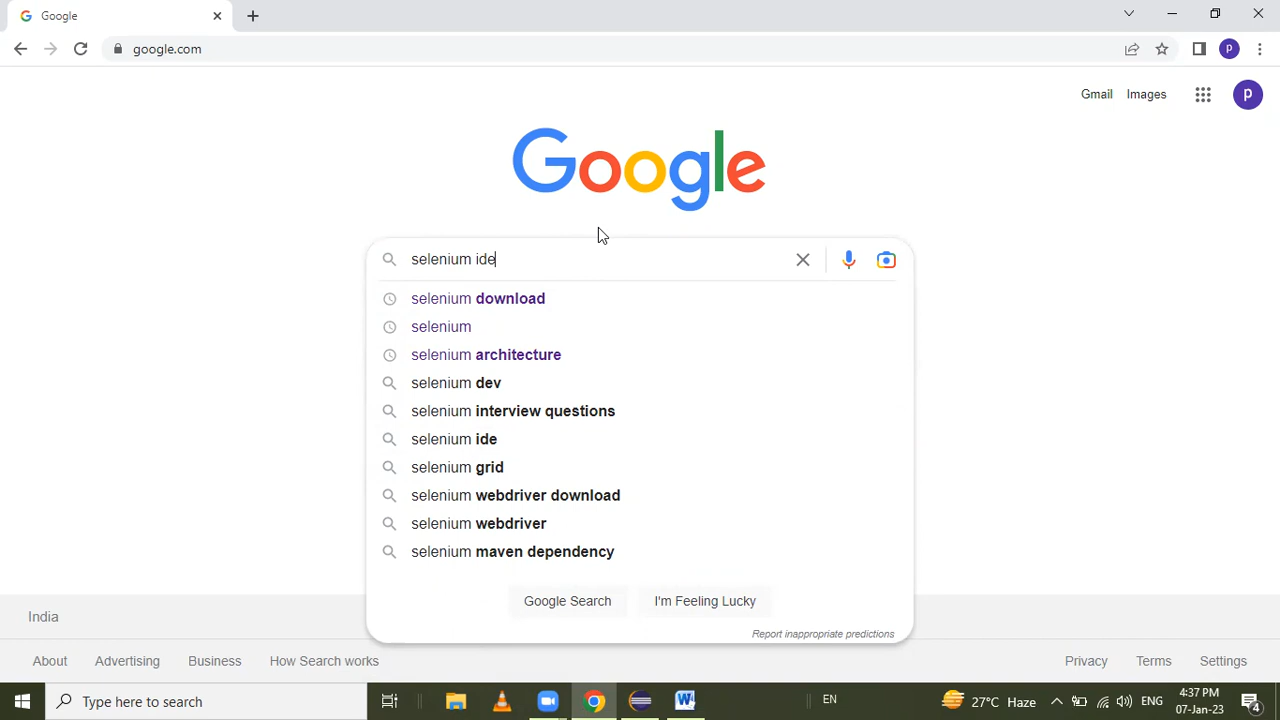 Google
google.com
P
Gmail
Images
P
Google
selenium ide
selenium download
selenium
selenium architecture
selenium dev
selenium interview questions
selenium ide
selenium grid
selenium webdriver download
selenium webdriver
selenium maven dependency
Google Search
I'm Feeling Lucky
Report inappropriate predictions
India
About
Advertising
Business
How Search works
Privacy
Terms
Settings
Type here to search
W
EN
27°C Haze
ENG
4:37 PM
07-Jan-23
4